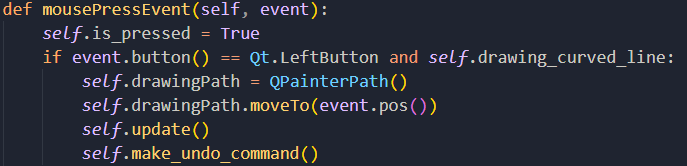 def mousePressEvent(self, event):
    self.is_pressed = True
    if event.button() == Qt.LeftButton and self.drawing_curved_line:
        self.drawingPath = QPainterPath()
        self.drawingPath.moveTo(event.pos())
        self.update()
        self.make_undo_command()